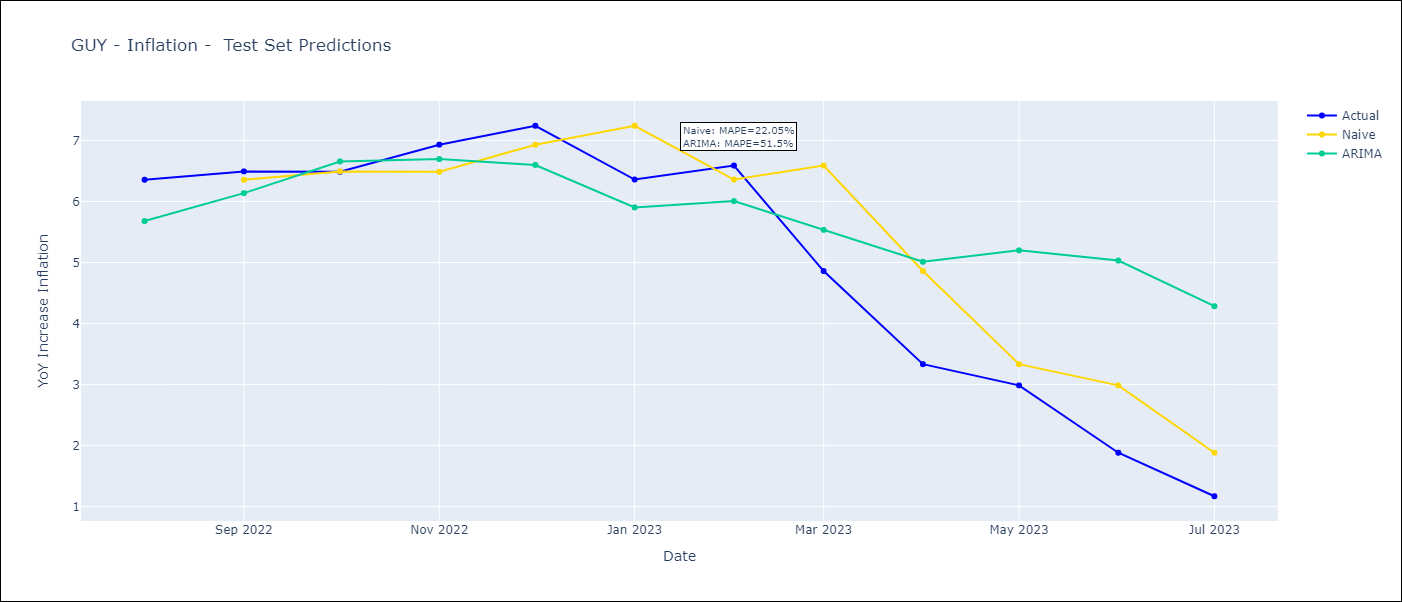 GUY - Inflation -  Test Set Predictions
Actual
Naive
ARIMA
Naive: MAPE=22.05%
ARIMA: MAPE=51.5%
YoY Increase Inflation
7
6
5
4
3
2
1
Sep 2022
Nov 2022
Jan 2023
Mar 2023
May 2023
Jul 2023
Date